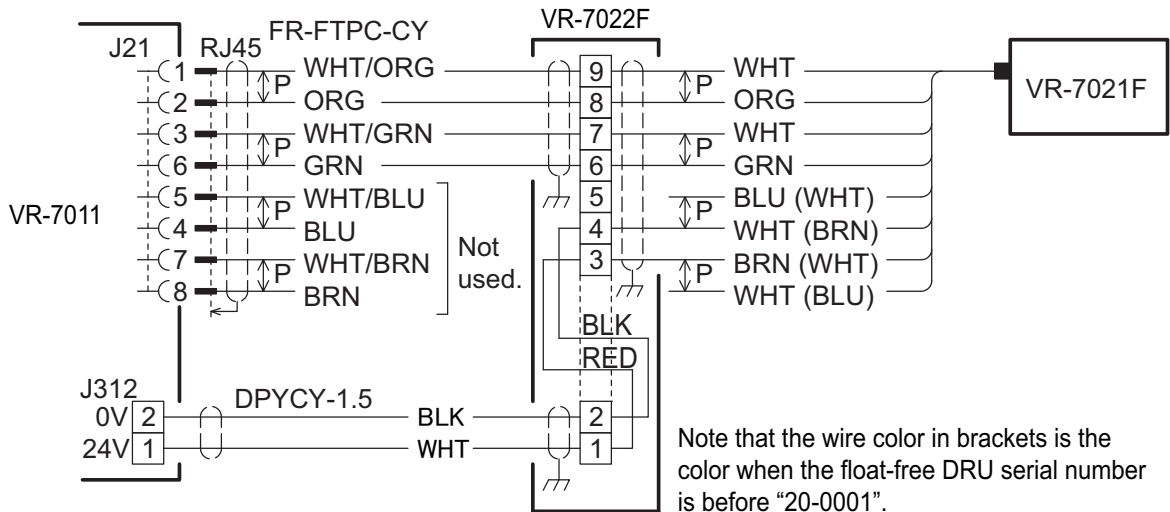 VR-7022F
FR-FTPC-CY
J21 RJ45
1 P WHT/ORG 9 P WHT
2 ORG 8 ORG
VR-7021F
3 P WHT/GRN 7 P WHT
6 GRN 6 GRN
5 P WHT/BLU 5 P BLU (WHT)
VR-7011
4 BLU 4 WHT (BRN)
7 P WHT/BRN 3 P BRN (WHT)
8 BRN WHT (BLU)
Not
used.
BLK
RED
J312
DPYCY-1.5
0V 2 BLK 2
24V 1 WHT 1
Note that the wire color in brackets is the
color when the float-free DRU serial number
is before “20-0001”.